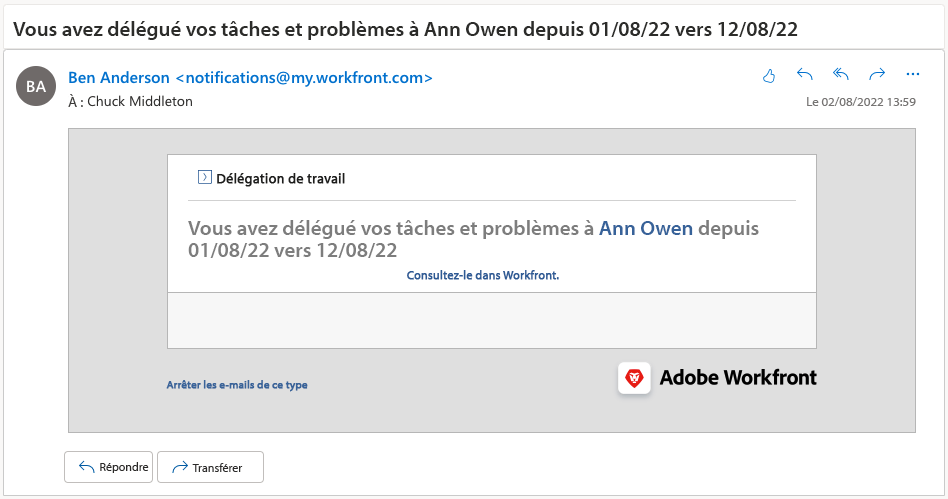 Vous avez délégué vos tâches et problèmes à Ann Owen depuis 01/08/22 vers 12/08/22
BA
Ben Anderson <notifications@my.workfront.com>
À : Chuck Middleton
Le 02/08/2022 13:59
Délégation de travail
Vous avez délégué vos tâches et problèmes à Ann Owen depuis
01/08/22 vers 12/08/22
Consultez-le dans Workfront.
Arrêter les e-mails de ce type
Adobe Workfront
Répondre
Transférer